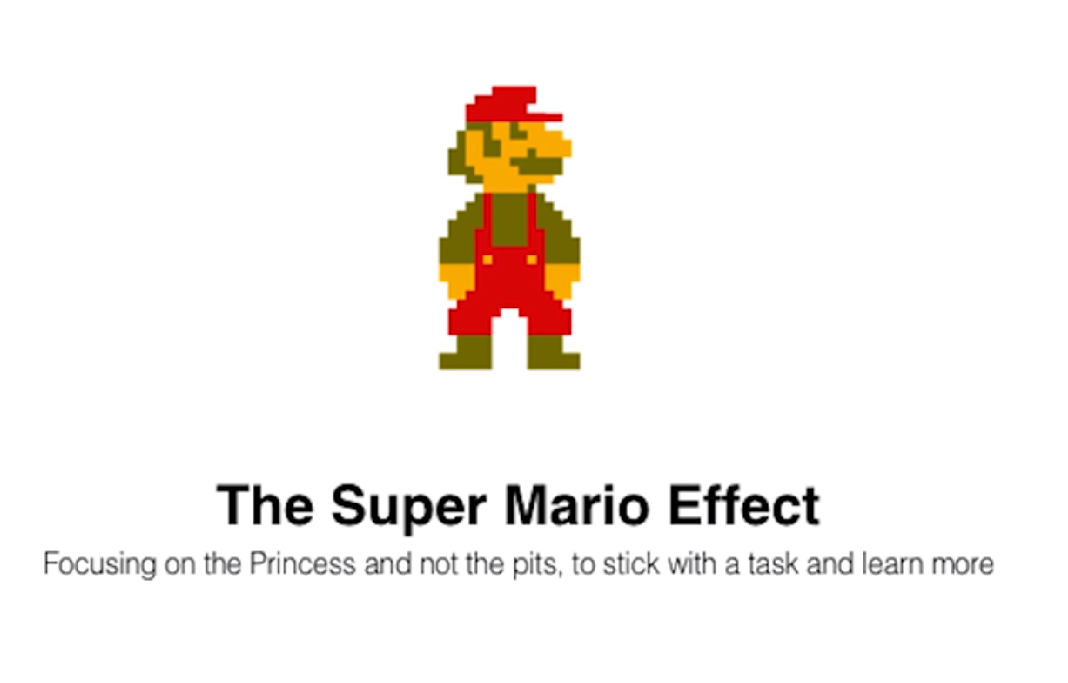 The Super Mario Effect
Focusing on the Princess and not the pits, to stick with a task and learn more